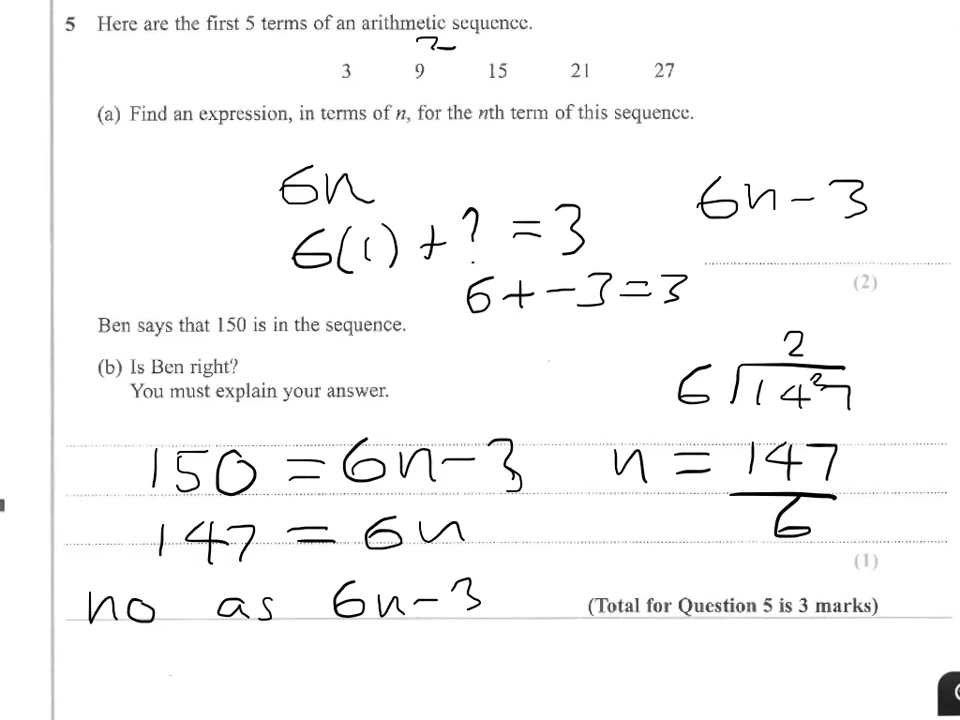 5 Here are the first 5 terms of an arithmetic sequence.
3 9 15 21 27
(a) Find an expression, in terms of n, for the nth term of this sequence.
6n
6n - 3
6(1) + ? = 3
6 + - 3 = 3
(2)
Ben says that 150 is in the sequence.
(b) Is Ben right?
You must explain your answer.
2
6 14²7
150 = 6n - 3
n = 147
6
147 = 6n
(1)
no as 6n - 3
(Total for Question 5 is 3 marks)